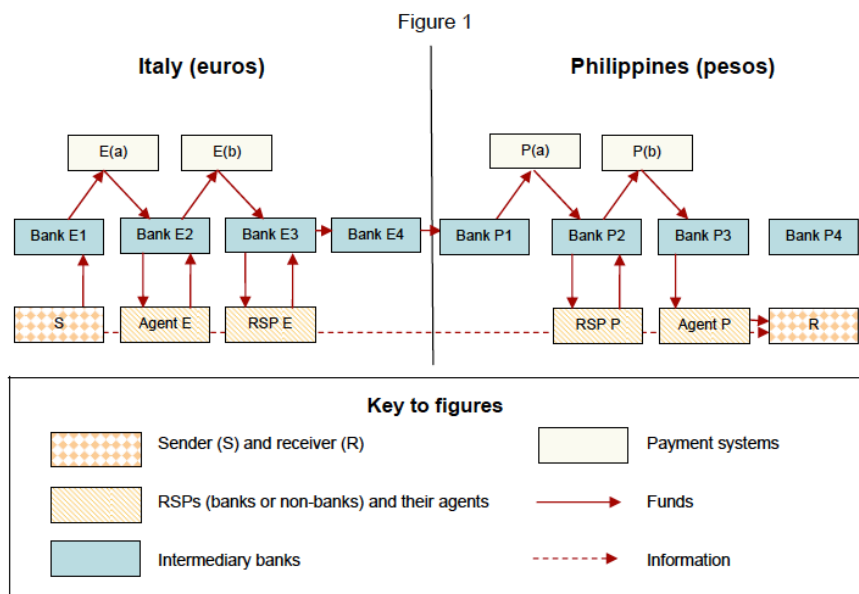 Figure 1
Italy (euros)
Philippines (pesos)
E(a)
E(b)
P(a)
P(b)
Bank E1
Bank E2
Bank E3
Bank E4
Bank P1
Bank P2
Bank P3
Bank P4
S
Agent E
RSP E
RSP P
Agent P
R
Key to figures
Sender (S) and receiver (R)
Payment systems
RSPs (banks or non-banks) and their agents
Funds
Intermediary banks
Information